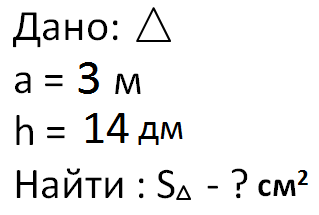 Дано: △
a = 3 м
h = 14 дм
Найти : S△ - ? см²